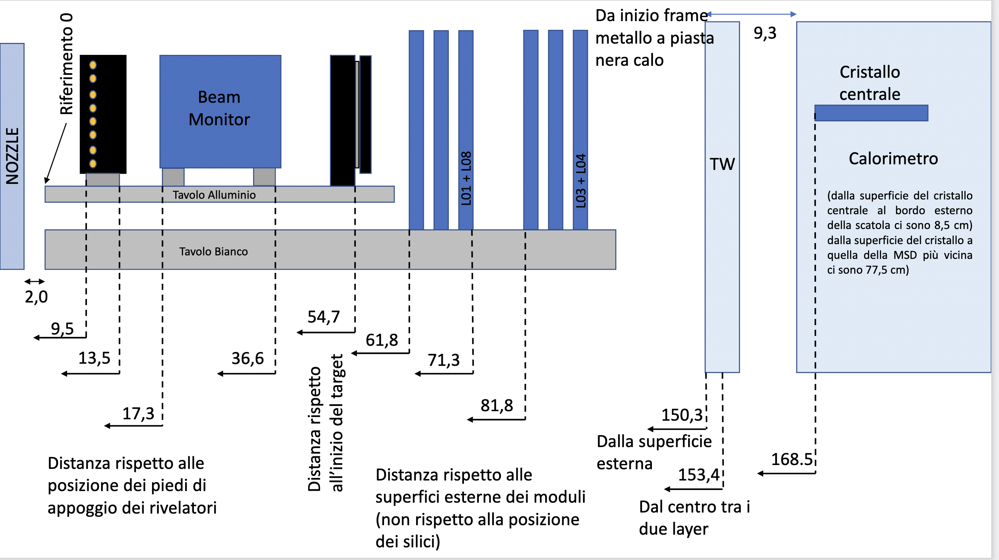 NOZZLE
Riferimento 0
Beam
Monitor
Tavolo Alluminio
Tavolo Bianco
L01 + L08
L03 + L04
Da inizio frame
metallo a piasta
nera calo
9,3
TW
Cristallo
centrale
Calorimetro
(dalla superficie del cristallo
centrale al bordo esterno
della scatola ci sono 8,5 cm)
dalla superficie del cristallo a
quella della MSD più vicina
ci sono 77,5 cm)
2,0
9,5
13,5
17,3
36,6
54,7
61,8
71,3
81,8
150,3
Dalla superficie
esterna
153,4
Dal centro tra i
due layer
168.5
Distanza rispetto alle
posizione dei piedi di
appoggio dei rivelatori
Distanza rispetto
all’inizio del target
Distanza rispetto alle
superfici esterne dei moduli
(non rispetto alla posizione
dei silici)